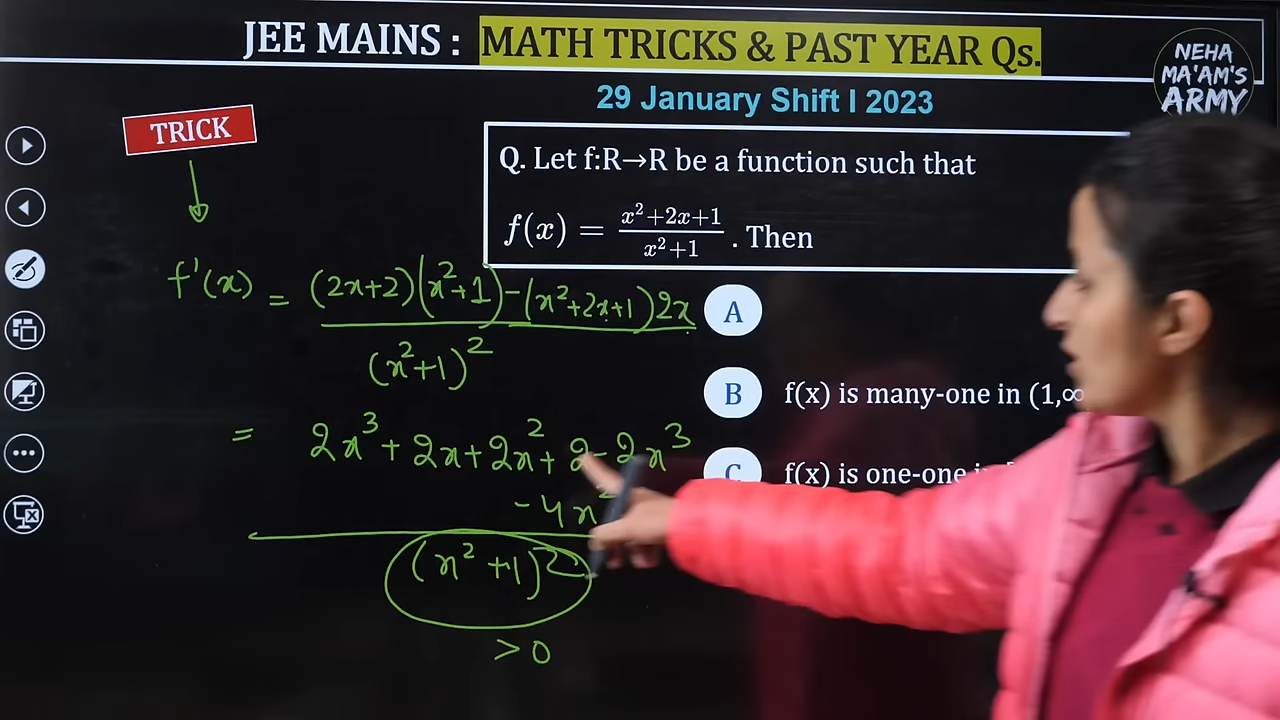 JEE MAINS : MATH TRICKS & PAST YEAR Qs.
NEHA
MA'AM'S
ARMY
29 January Shift I 2023
TRICK
Q. Let f:R→R be a function such that
f(x) = (x²+2x+1)/(x²+1) . Then
f'(x) = ((2x+2)(x²+1)-(x²+2x+1)2x)/(x²+1)²
A
B f(x) is many-one in (1,∞
= 2x³+2x+2x²+2-2x³
-4x²
C f(x) is one-one
(x²+1)²
>0